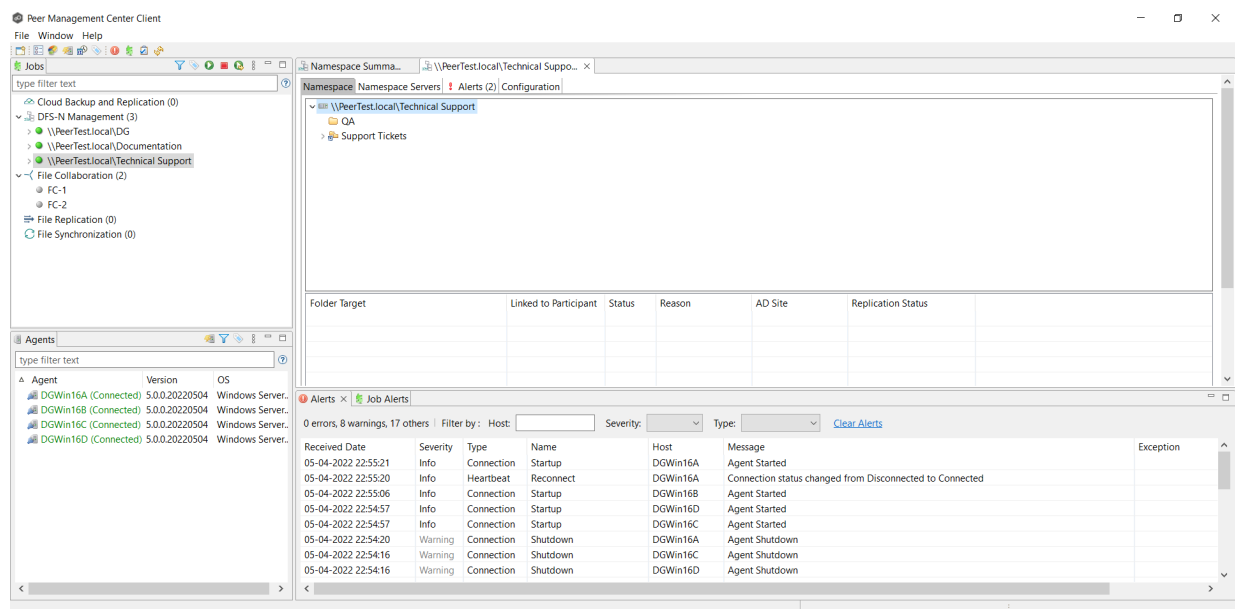 Peer Management Center Client
File Window Help
Jobs
type filter text
Cloud Backup and Replication (0)
DFS-N Management (3)
\\PeerTest.local\DG
\\PeerTest.local\Documentation
\\PeerTest.local\Technical Support
File Collaboration (2)
FC-1
FC-2
File Replication (0)
File Synchronization (0)
Agents
type filter text
Agent Version OS
DGWin16A (Connected) 5.0.0.20220504 Windows Server..
DGWin16B (Connected) 5.0.0.20220504 Windows Server..
DGWin16C (Connected) 5.0.0.20220504 Windows Server..
DGWin16D (Connected) 5.0.0.20220504 Windows Server..
Namespace Summa... \\PeerTest.local\Technical Suppo...
Namespace Namespace Servers Alerts (2) Configuration
\\PeerTest.local\Technical Support
QA
Support Tickets
Folder Target Linked to Participant Status Reason AD Site Replication Status
Alerts Job Alerts
0 errors, 8 warnings, 17 others Filter by : Host: Severity: Type: Clear Alerts
Received Date Severity Type Name Host Message Exception
05-04-2022 22:55:21 Info Connection Startup DGWin16A Agent Started
05-04-2022 22:55:20 Info Heartbeat Reconnect DGWin16A Connection status changed from Disconnected to Connected
05-04-2022 22:55:06 Info Connection Startup DGWin16B Agent Started
05-04-2022 22:54:57 Info Connection Startup DGWin16D Agent Started
05-04-2022 22:54:57 Info Connection Startup DGWin16C Agent Started
05-04-2022 22:54:20 Warning Connection Shutdown DGWin16A Agent Shutdown
05-04-2022 22:54:16 Warning Connection Shutdown DGWin16C Agent Shutdown
05-04-2022 22:54:16 Warning Connection Shutdown DGWin16D Agent Shutdown